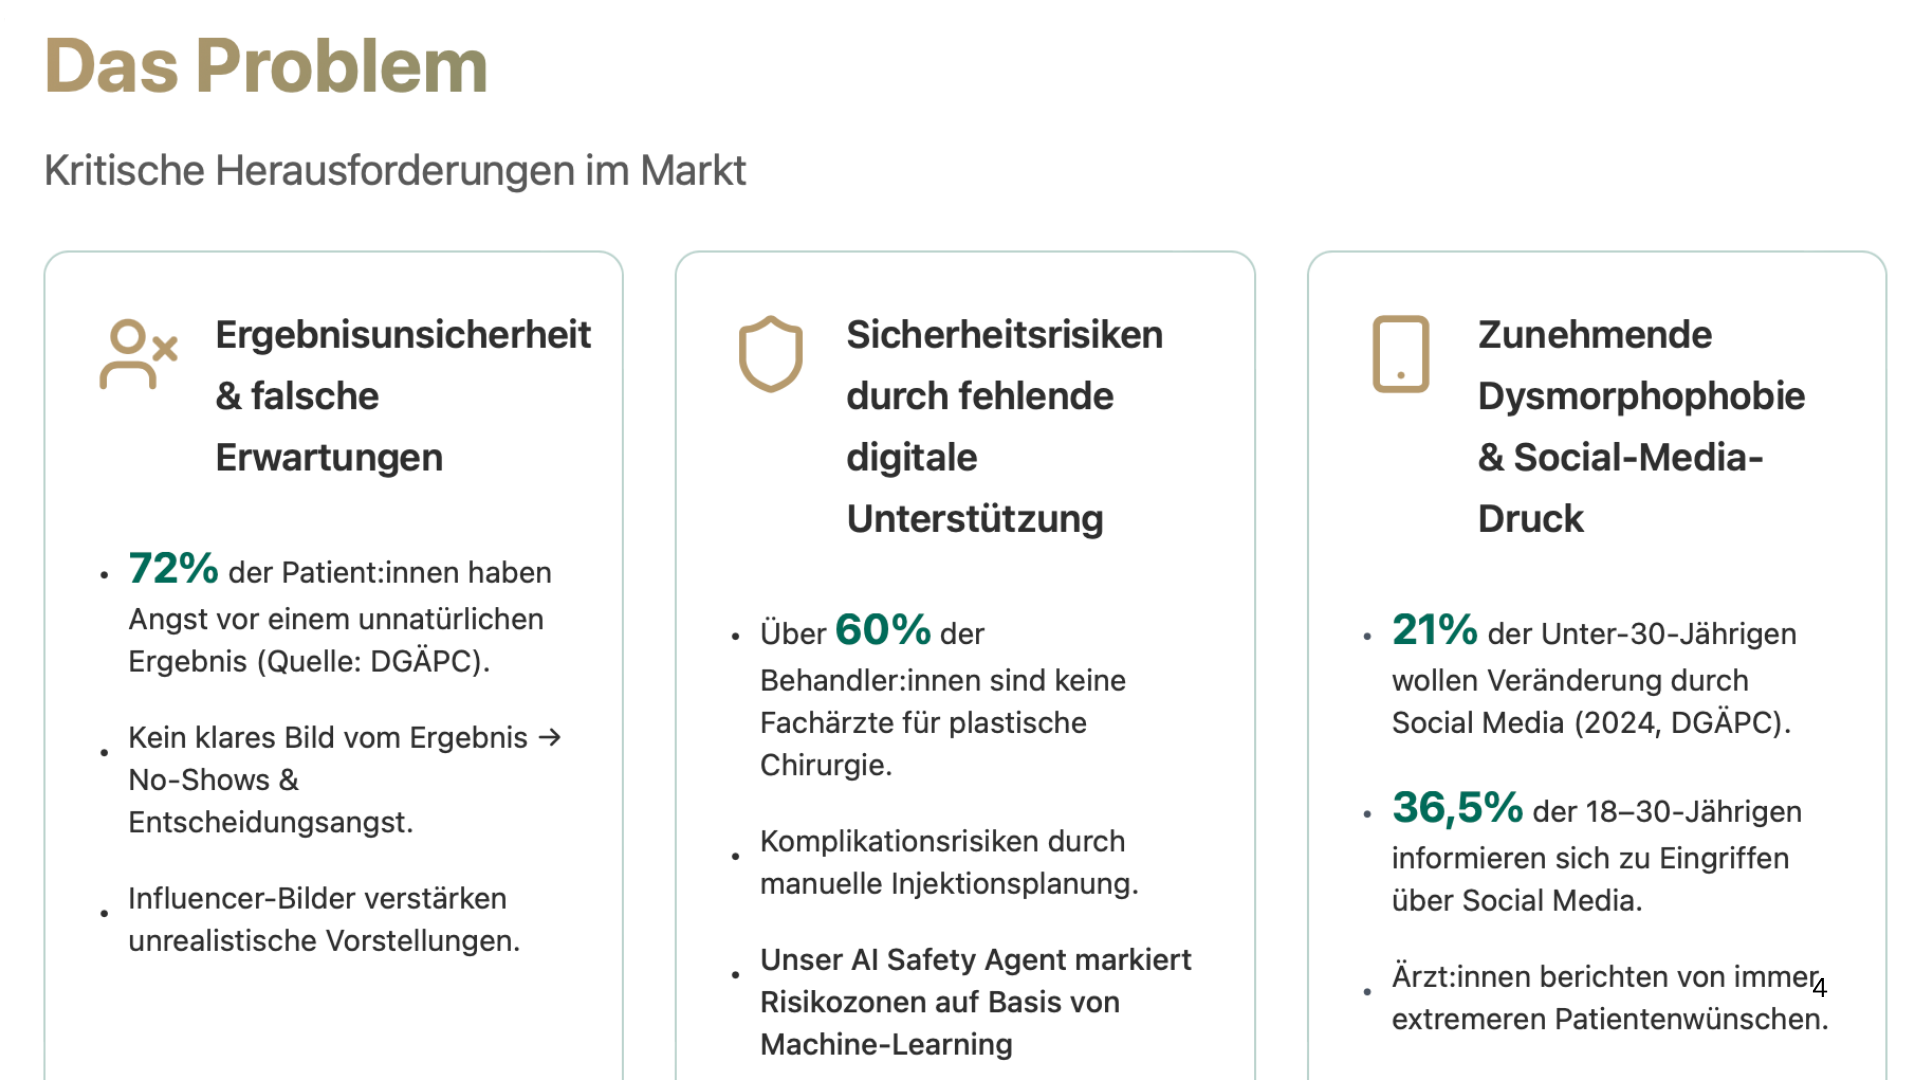 Das Problem
Kritische Herausforderungen im Markt
Ergebnisunsicherheit
& falsche
Erwartungen
• 72% der Patient:innen haben
Angst vor einem unnatürlichen
Ergebnis (Quelle: DGÄPC).
• Kein klares Bild vom Ergebnis →
No-Shows &
Entscheidungsangst.
• Influencer-Bilder verstärken
unrealistische Vorstellungen.
Sicherheitsrisiken
durch fehlende
digitale
Unterstützung
• Über 60% der
Behandler:innen sind keine
Fachärzte für plastische
Chirurgie.
• Komplikationsrisiken durch
manuelle Injektionsplanung.
• Unser AI Safety Agent markiert
Risikozonen auf Basis von
Machine-Learning
Zunehmende
Dysmorphophobie
& Social-Media-
Druck
• 21% der Unter-30-Jährigen
wollen Veränderung durch
Social Media (2024, DGÄPC).
• 36,5% der 18–30-Jährigen
informieren sich zu Eingriffen
über Social Media.
• Ärzt:innen berichten von immer
extremeren Patientenwünschen.
4